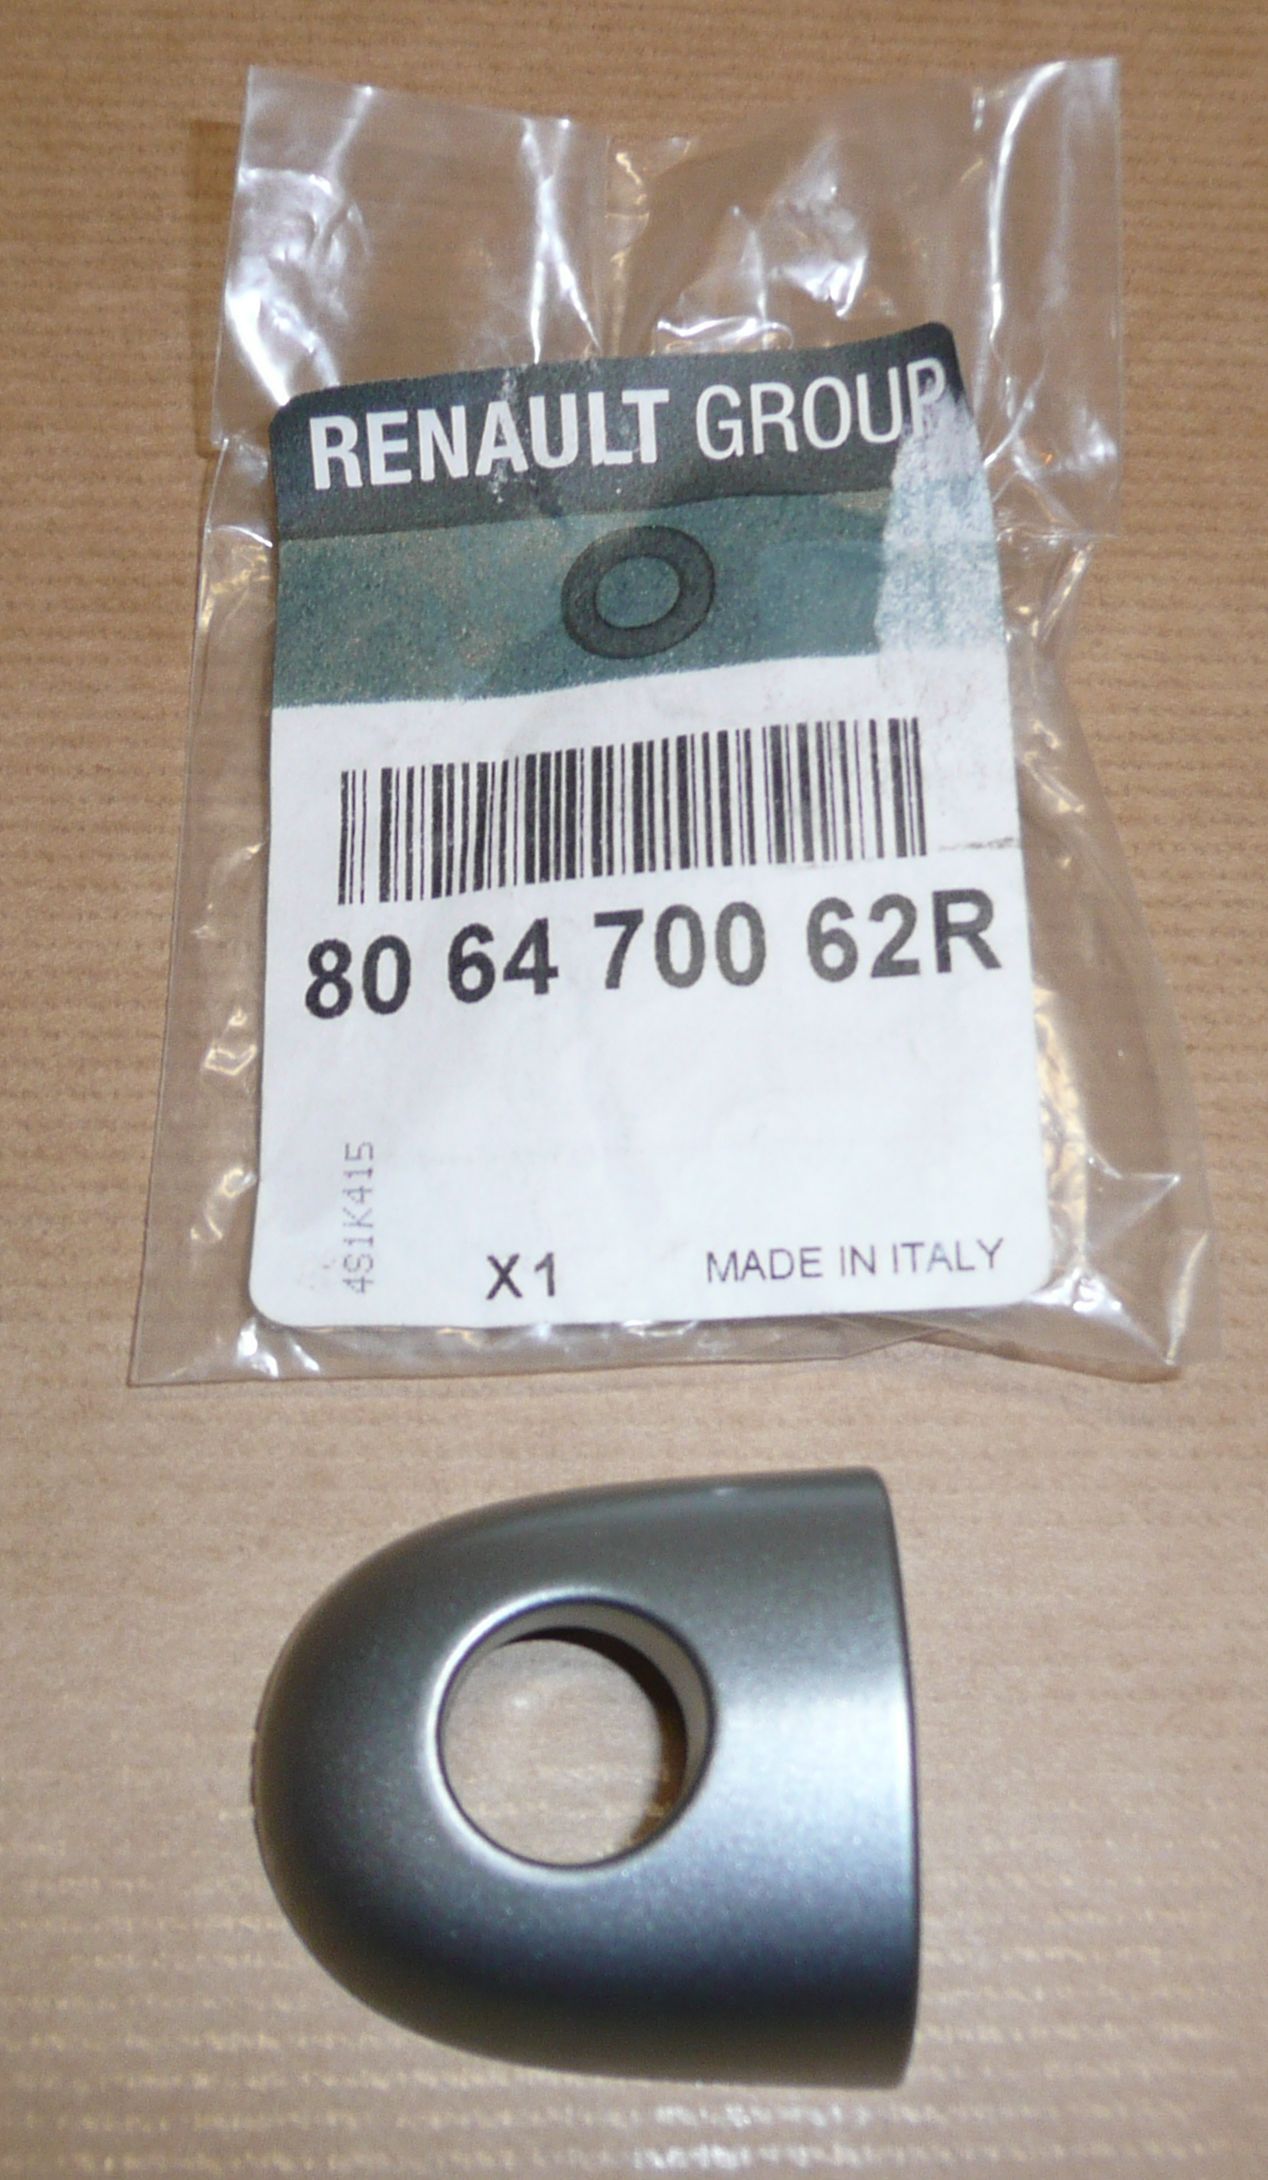 RENAULT GROUP
80 64 700 62R
4S1K415
X1
MADE IN ITALY